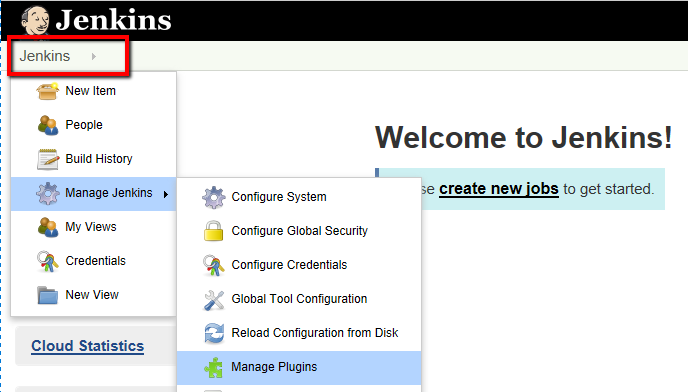 Jenkins
Jenkins
New Item
People
Build History
Manage Jenkins
My Views
Credentials
New View
Configure System
Configure Global Security
Configure Credentials
Global Tool Configuration
Reload Configuration from Disk
Manage Plugins
Welcome to Jenkins!
create new jobs to get started.
Cloud Statistics